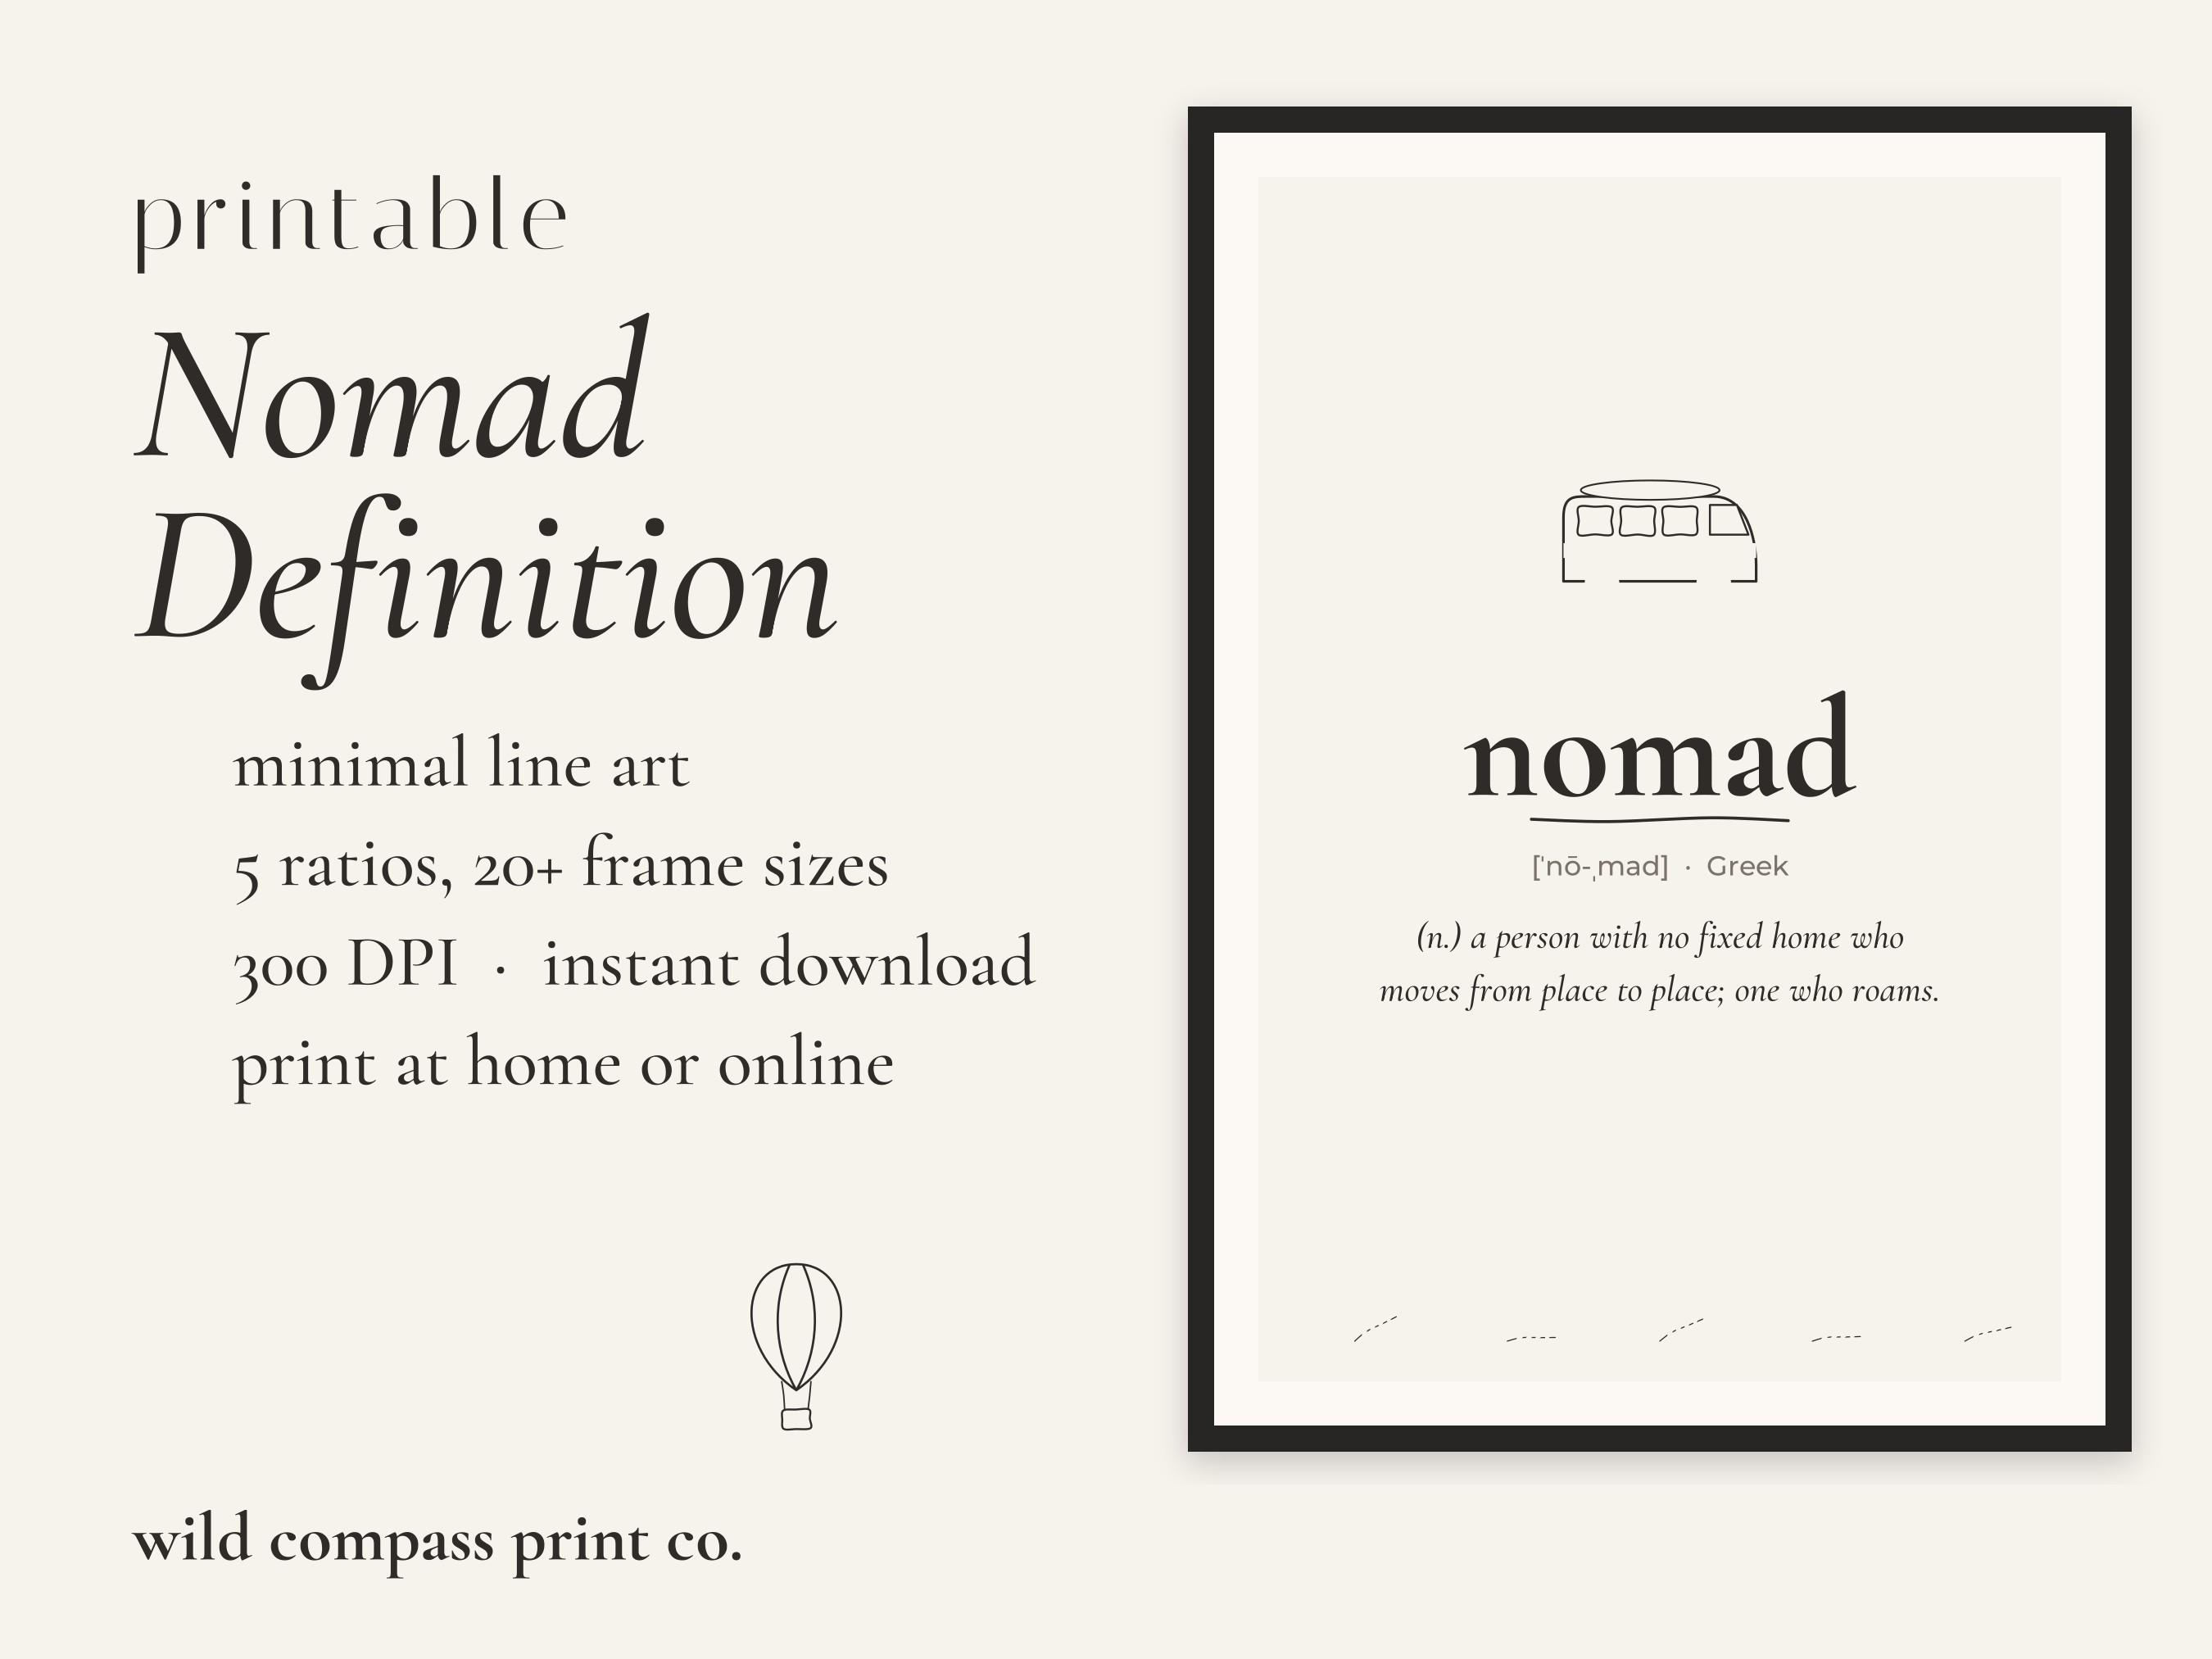 printable
Nomad
Definition
minimal line art
5 ratios, 20+ frame sizes
300 DPI · instant download
print at home or online
wild compass print co.
nomad
[ˈnō-ˌmad] · Greek
(n.) a person with no fixed home who
moves from place to place; one who roams.